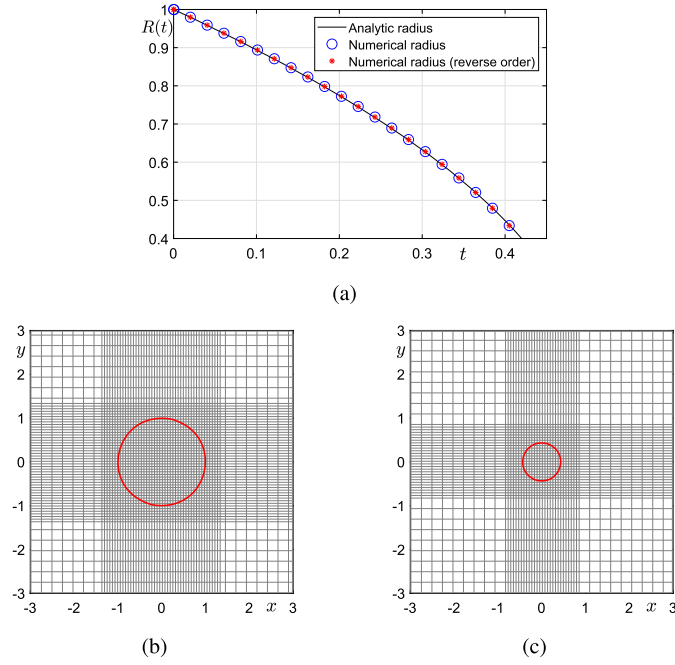 1
R(t)
0.9
0.8
0.7
0.6
0.5
0.4
Analytic radius
Numerical radius
Numerical radius (reverse order)
0 0.1 0.2 0.3 t 0.4
(a)
3
y
2
1
0
-1
-2
-3
-3 -2 -1 0 1 2 x 3
(b)
3
y
2
1
0
-1
-2
-3
-3 -2 -1 0 1 2 x 3
(c)